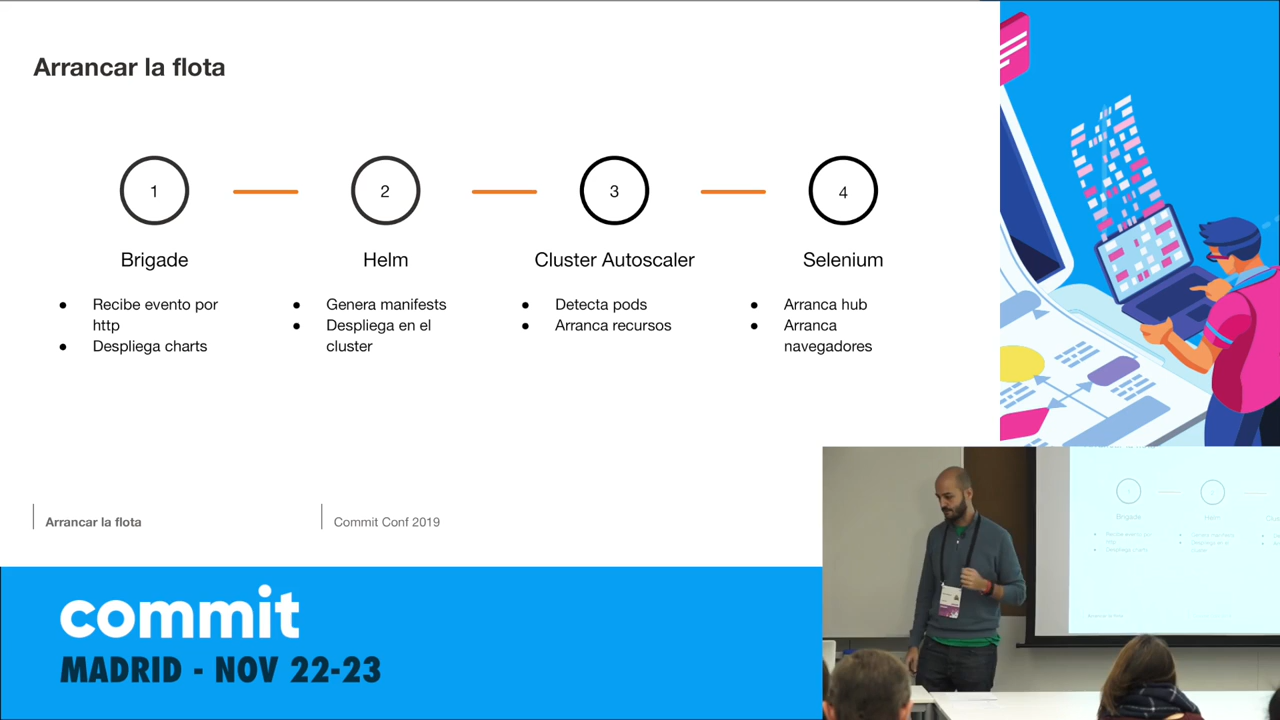 Arrancar la flota
1
2
3
4
Brigade
Helm
Cluster Autoscaler
Selenium
● Recibe evento por
http
● Despliega charts
● Genera manifests
● Despliega en el
cluster
● Detecta pods
● Arranca recursos
● Arranca hub
● Arranca
navegadores
Arrancar la flota
Commit Conf 2019
commit
MADRID - NOV 22-23
Brigade
Helm